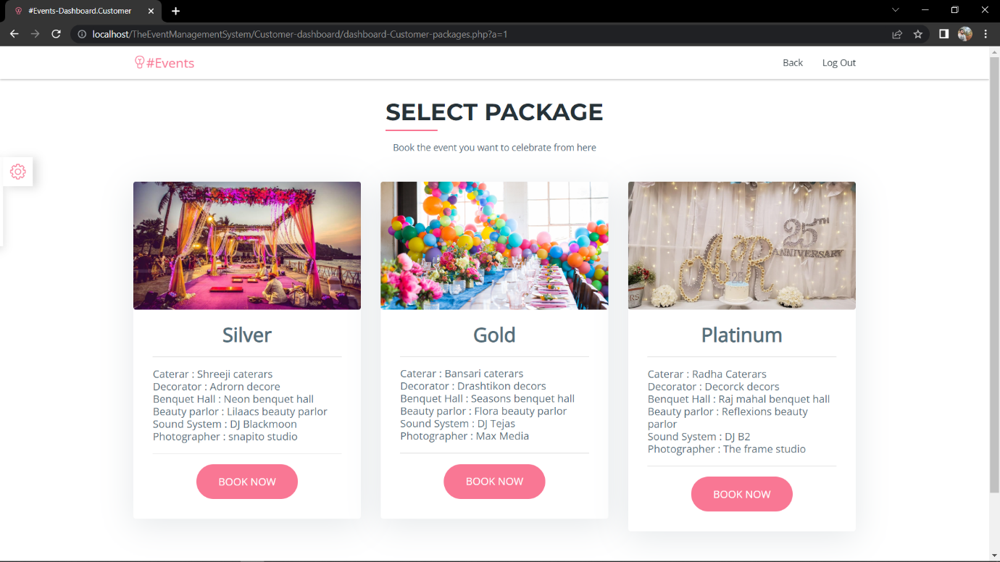 #Events-Dashboard.Customer
localhost/TheEventManagementSystem/Customer-dashboard/dashboard-Customer-packages.php?a=1
#Events
Back
Log Out
SELECT PACKAGE
Book the event you want to celebrate from here
25TH
ANNIVERSARY
A R
Silver
Caterar : Shreeji caterars
Decorator : Adrorn decore
Benquet Hall : Neon benquet hall
Beauty parlor : Lilaacs beauty parlor
Sound System : DJ Blackmoon
Photographer : snapito studio
BOOK NOW
Gold
Caterar : Bansari caterars
Decorator : Drashtikon decors
Benquet Hall : Seasons benquet hall
Beauty parlor : Flora beauty parlor
Sound System : DJ Tejas
Photographer : Max Media
BOOK NOW
Platinum
Caterar : Radha Caterars
Decorator : Decorck decors
Benquet Hall : Raj mahal benquet hall
Beauty parlor : Reflexions beauty
parlor
Sound System : DJ B2
Photographer : The frame studio
BOOK NOW